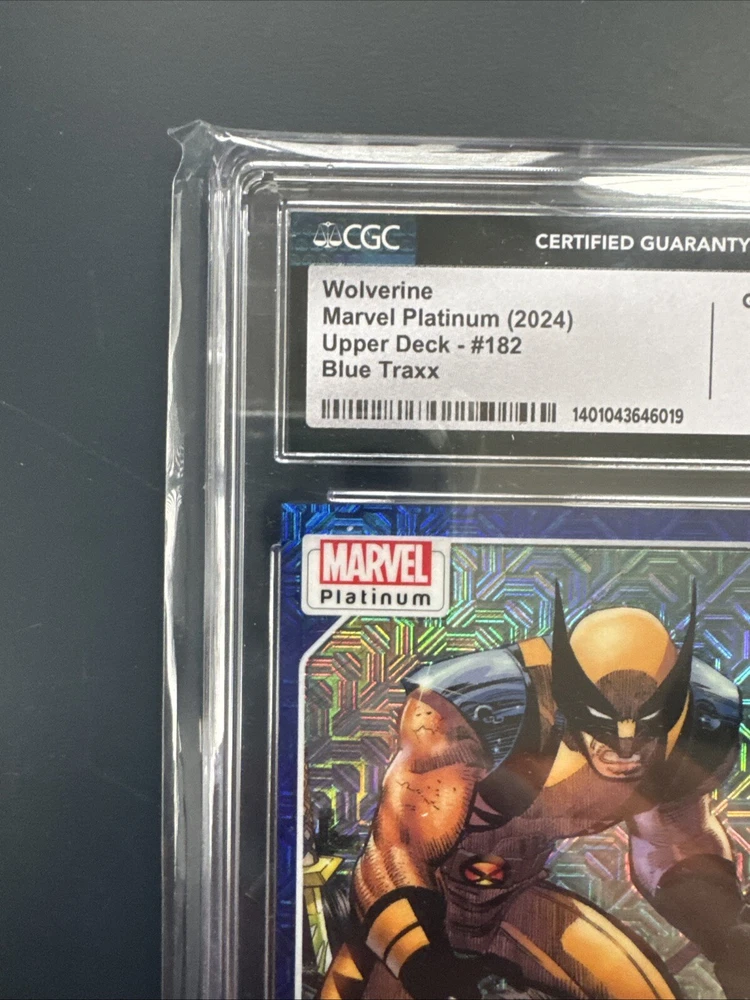 CGC
CERTIFIED GUARANTY
Wolverine
Marvel Platinum (2024)
Upper Deck - #182
Blue Traxx
1401043646019
MARVEL
Platinum